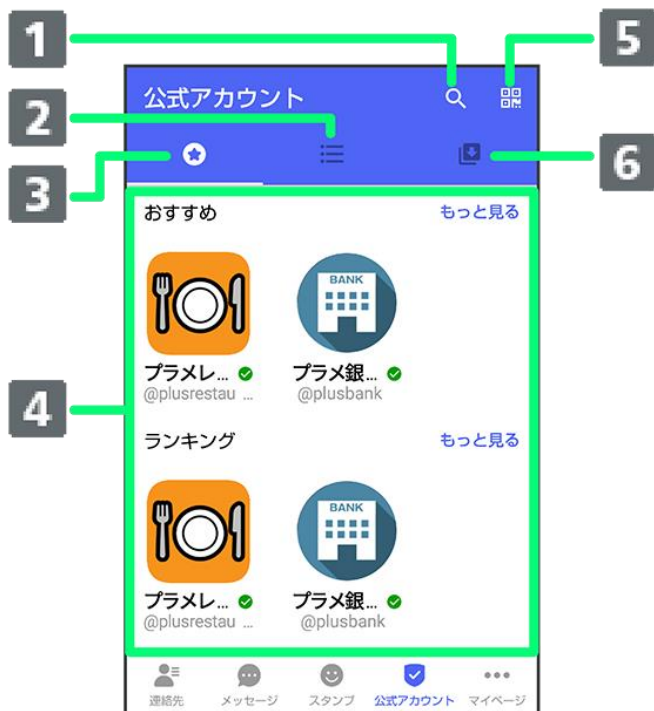 1
5
公式アカウント
2
3
6
おすすめ
もっと見る
BANK
プラメレ...
プラメ銀...
@plusrestau ...
@plusbank
4
ランキング
もっと見る
BANK
プラメレ...
プラメ銀...
@plusrestau ...
@plusbank
連絡先
メッセージ
スタンプ
公式アカウント
マイページ